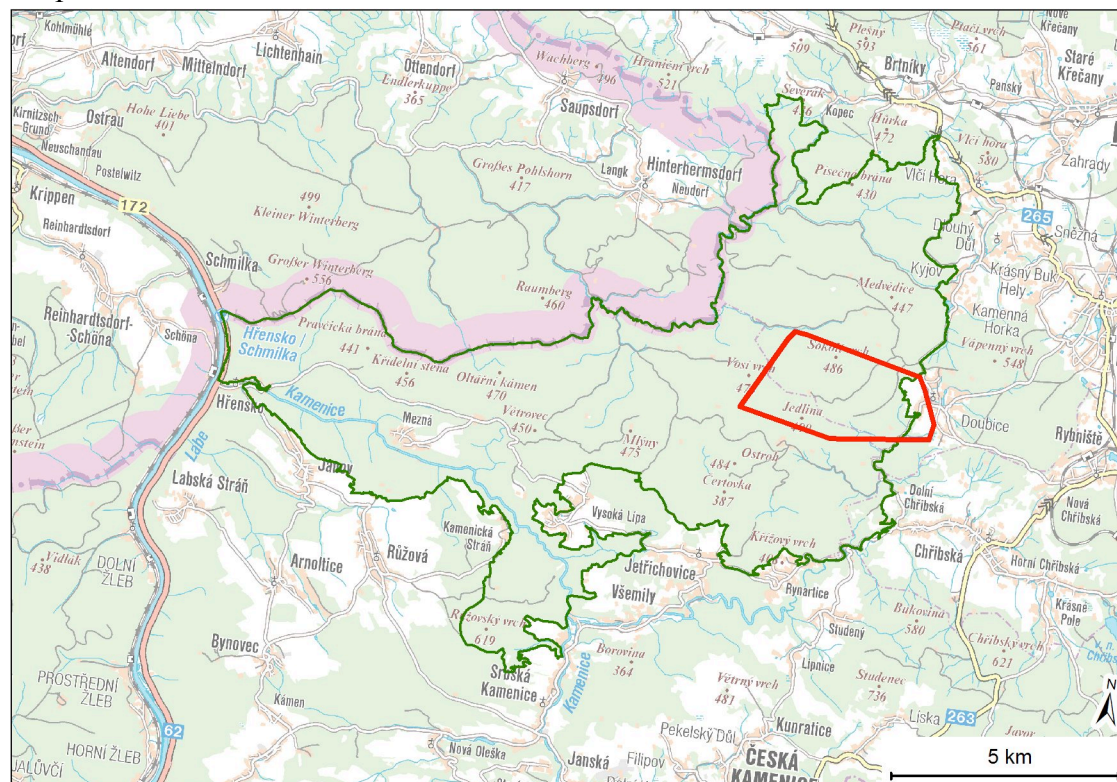 Kohlmühle
Altendorf
Mittelndorf
Lichtenhain
Ottendorf
Endlerkuppe
365
Wachberg
496
Hraniční vrch
521
Saupsdorf
509
Plešný
593
Ptačí vrch
561
Nové
Křečany
Staré
Křečany
Brtníky
Panský
Kirnitzsch-
Grund
Ostrau
Hohe Liebe
401
Neuschandau
Postelwitz
Krippen
172
Severák
Kopec
Hůrka
472
Vlčí hora
580
Zahrady
Vlčí Hora
Písečná brána
430
Großes Pohlshorn
417
Langk
Hinterhermsdorf
Neudorf
499
Kleiner Winterberg
Reinhardtsdorf
Schmilka
Großer Winterberg
556
Raumberg
460
265
Dlouhý
Důl
Sněžná
Kyjov
Krásný Buk
Hely
Kamenná
Horka
Medvědice
447
Vápenný vrch
548
Reinhardtsdorf-
Schöna
Schöna
Hřensko /
Schmilka
Pravčická brána
441
Křídelní stěna
456
Oltářní kámen
470
486
Hřensko
Kamenice
Mezná
Větrovec
450
Mlýny
475
Jedlina
Doubice
Rybniště
Ostroh
484
Čertovka
387
Labe
Labská Stráň
Janov
Kamenická
Stráň
Vysoká Lípa
Dolní
Chřibská
Nová
Chřibská
Chřibská
Horní Chřibská
Vidlák
438
DOLNÍ
ŽLEB
Arnoltice
Růžová
Jetřichovice
Křížový vrch
Rynartice
Všemily
Krásné
Pole
Bynovec
Růžovský vrch
619
Srbská
Kamenice
Kamenice
Borovina
364
Studený
Lipnice
Bukovina
580
Chřibský vrch
621
PROSTŘEDNÍ
ŽLEB
Kámen
Větrný vrch
481
Studenec
736
Kunratice
Líska
263
Javor
N
HORNÍ ŽLEB
62
Nová Oleška
Janská
Filipov
Pekelský Důl
ČESKÁ
KAMENICE
5 km